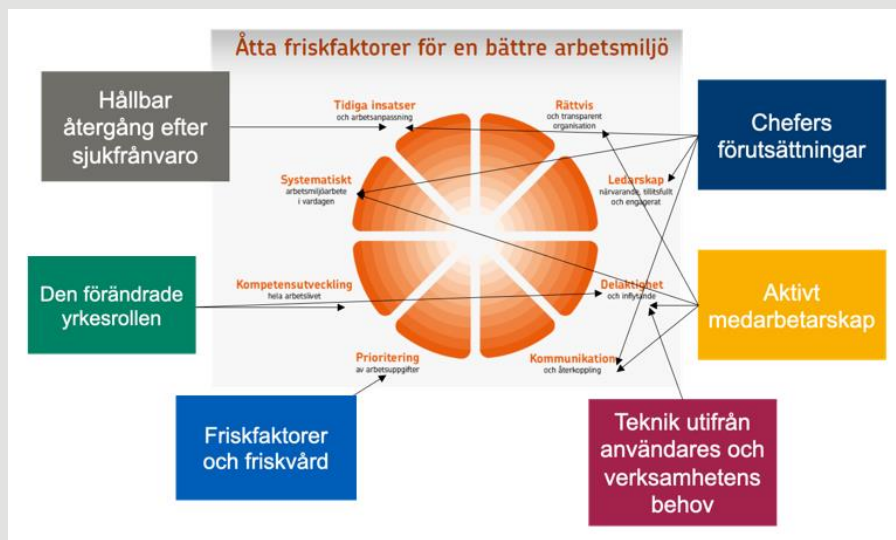 Åtta friskfaktorer för en bättre arbetsmiljö
Hållbar
återgång efter
sjukfrånvaro
Tidiga insatser
och arbetsanpassning
Rättvis
och transparent
organisation
Chefers
förutsättningar
Systematiskt
arbetsmiljöarbete
i vardagen
Ledarskap
närvarande, tillitsfullt
och engagerat
Den förändrade
yrkesrollen
Kompetensutveckling
hela arbetslivet
Delaktighet
och inflytande
Aktivt
medarbetarskap
Prioritering
av arbetsuppgifter
Kommunikation
och återkoppling
Friskfaktorer
och friskvård
Teknik utifrån
användares och
verksamhetens
behov